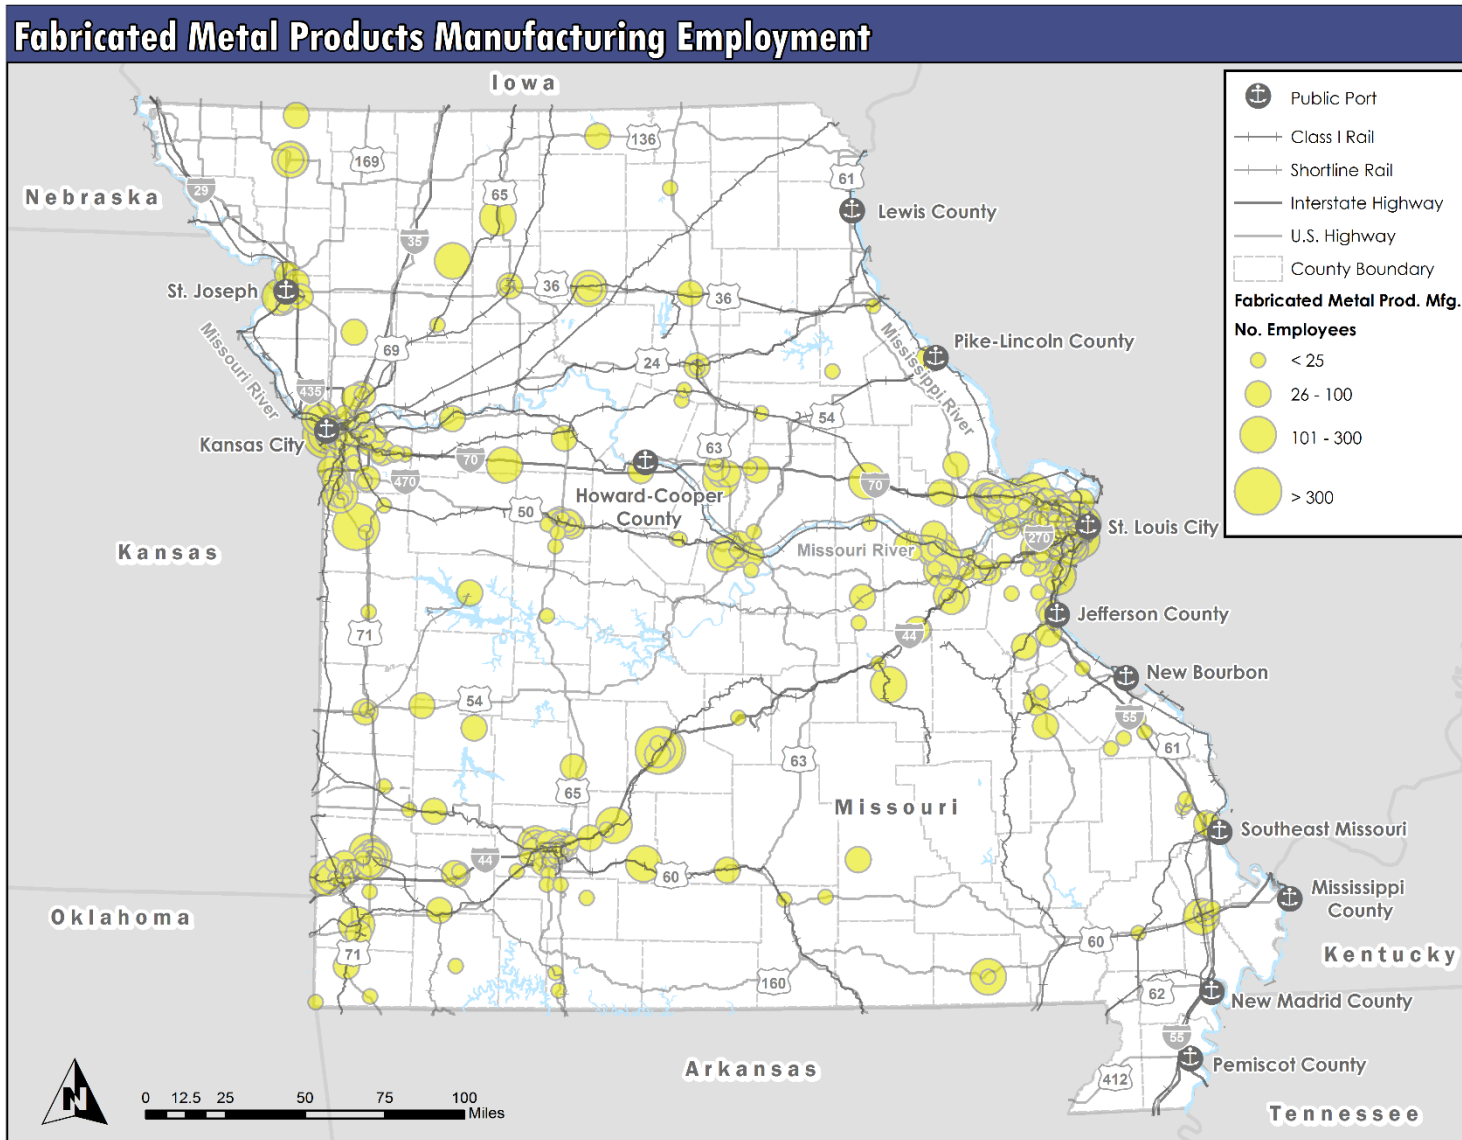 Fabricated Metal Products Manufacturing Employment
Iowa
Nebraska
Kansas
Oklahoma
Arkansas
Missouri
Kentucky
Tennessee
Public Port
Class I Rail
Shortline Rail
Interstate Highway
U.S. Highway
County Boundary
Fabricated Metal Prod. Mfg.
No. Employees
< 25
26 - 100
101 - 300
> 300
136
169
29
65
61
35
Lewis County
St. Joseph
36
36
Missouri River
69
24
Mississippi River
Pike-Lincoln County
435
54
Kansas City
63
70
470
70
Howard-Cooper
County
50
Missouri River
270
St. Louis City
71
44
Jefferson County
54
New Bourbon
55
61
63
65
Southeast Missouri
44
60
Mississippi
County
71
60
160
62
New Madrid County
55
Pemiscot County
412
N
0 12.5 25 50 75 100
Miles